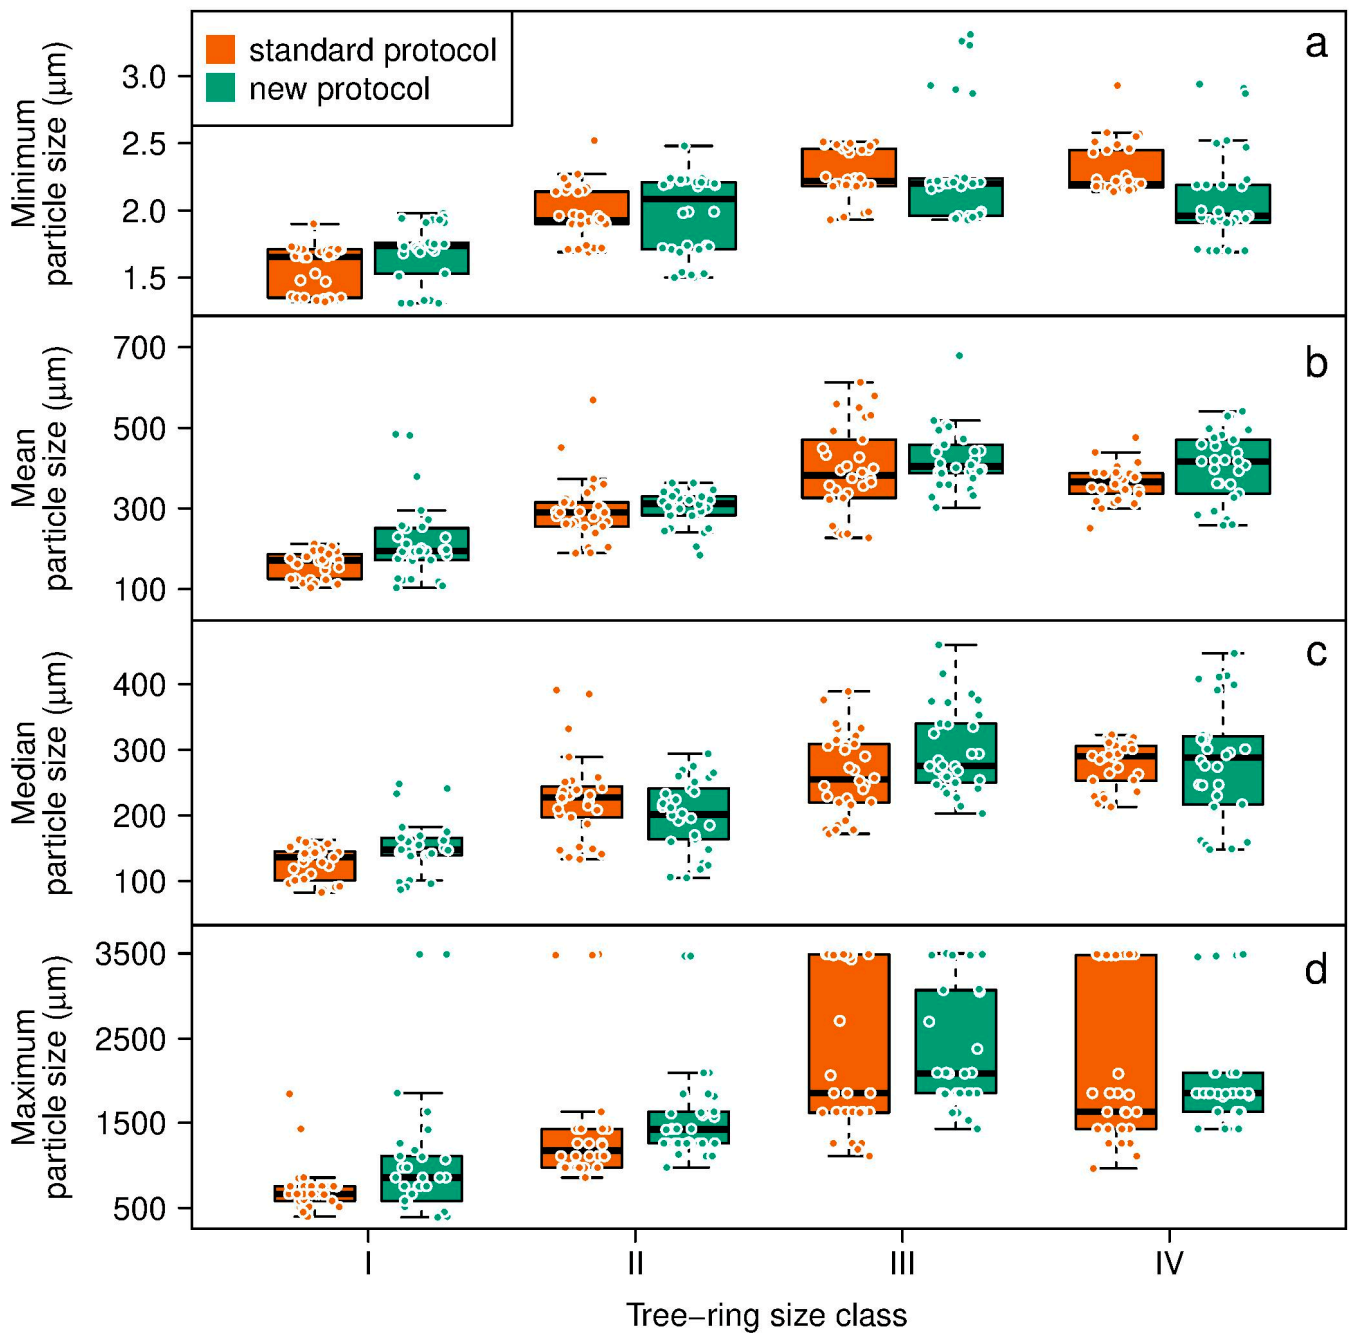 standard protocol
new protocol
a
Minimum
particle size (μm)
3.0
2.5
2.0
1.5
b
Mean
particle size (μm)
700
500
300
100
c
Median
particle size (μm)
400
300
200
100
d
Maximum
particle size (μm)
3500
2500
1500
500
I
II
III
IV
Tree−ring size class